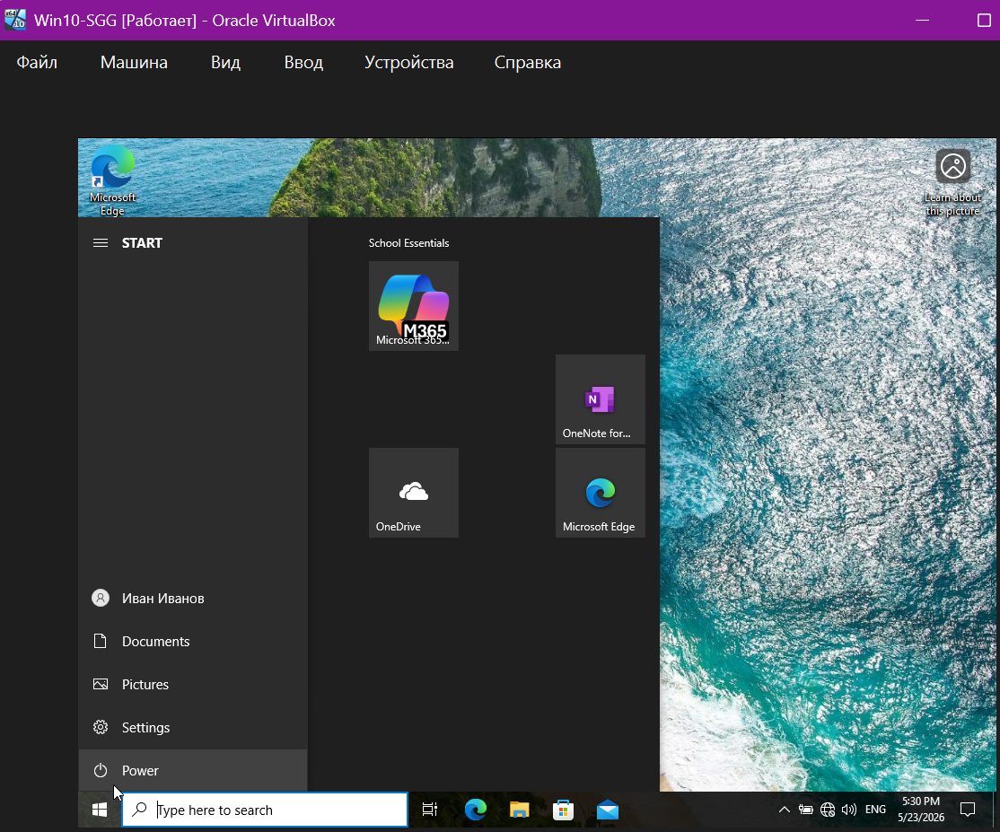 Win10-SGG [Работает] - Oracle VirtualBox
Файл Машина Вид Ввод Устройства Справка
Microsoft
Edge
Learn about
this picture
START
School Essentials
M365
Microsoft 365...
OneNote for...
OneDrive
Microsoft Edge
Иван Иванов
Documents
Pictures
Settings
Power
Type here to search
ENG
5:30 PM
5/23/2026